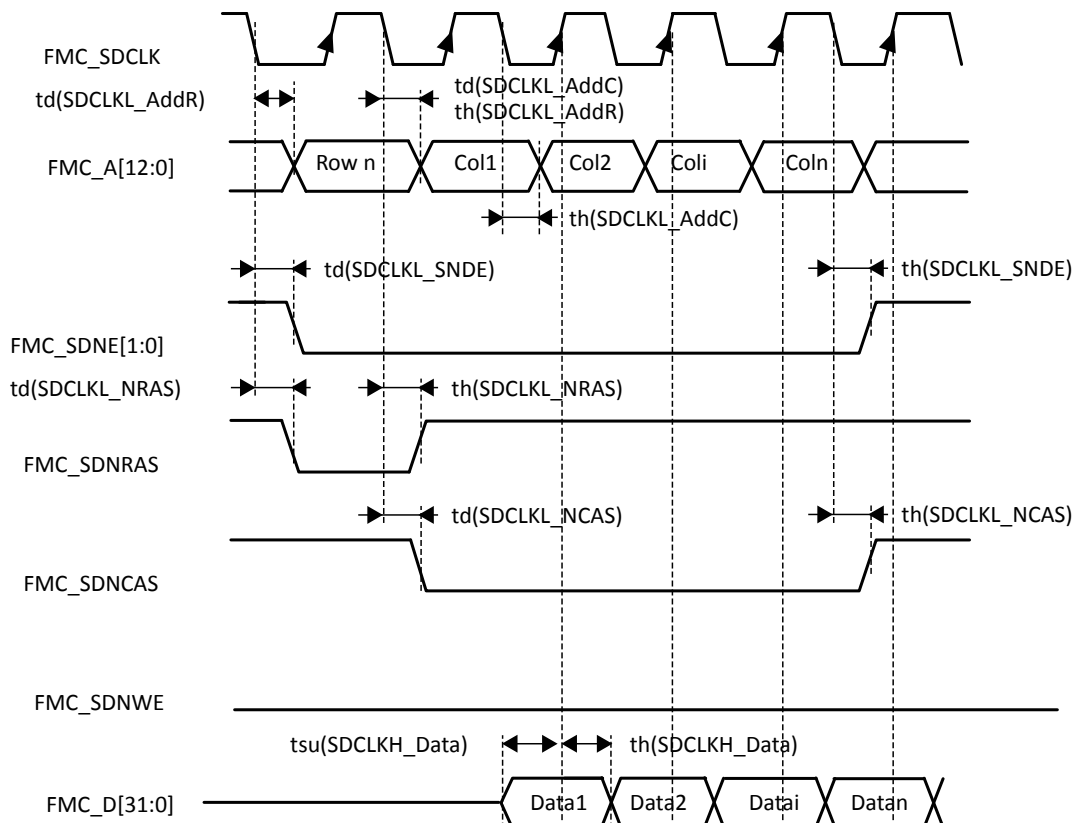 FMC_SDCLK
td(SDCLKL_AddR)
td(SDCLKL_AddC)
th(SDCLKL_AddR)
FMC_A[12:0]
Row n
Col1
Col2
Coli
Coln
th(SDCLKL_AddC)
td(SDCLKL_SNDE)
th(SDCLKL_SNDE)
FMC_SDNE[1:0]
td(SDCLKL_NRAS)
th(SDCLKL_NRAS)
FMC_SDNRAS
td(SDCLKL_NCAS)
th(SDCLKL_NCAS)
FMC_SDNCAS
FMC_SDNWE
tsu(SDCLKH_Data)
th(SDCLKH_Data)
FMC_D[31:0]
Data1
Data2
Datai
Datan